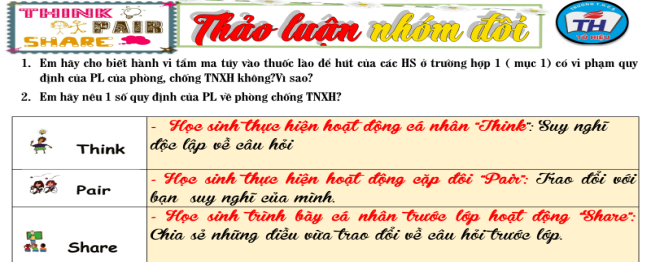 THINK
PAIR
SHARE
Thảo luận nhóm đôi
TH
1. Em hãy cho biết hành vi tẩm ma túy vào thuốc lào để hút của các HS ở trường hợp 1 ( mục 1) có vi phạm quy
định của PL của phòng, chống TNXH không?Vì sao?
2. Em hãy nêu 1 số quy định của PL về phòng chống TNXH?
- Học sinh thực hiện hoạt động cá nhân "Think": Suy nghĩ
Think
độc lập về câu hỏi
- Học sinh thực hiện hoạt động cặp đôi "Pair": Trao đổi với
Pair
bạn suy nghĩ của mình.
- Học sinh trình bày cá nhân trước lớp hoạt động "Share":
Share
Chia sẻ những điều vừa trao đổi về câu hỏi trước lớp.